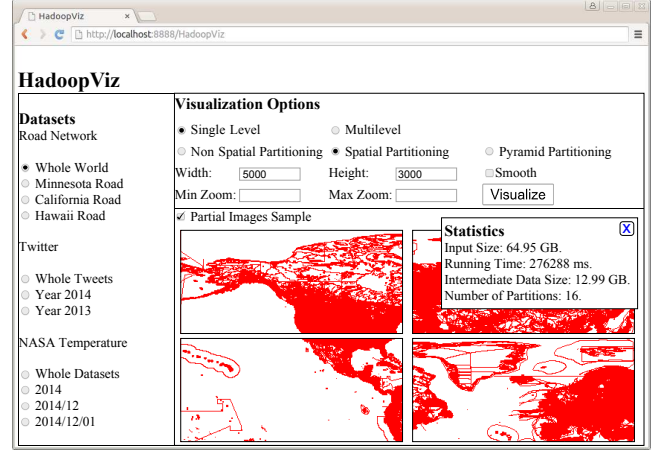 HadoopViz
http://localhost:8888/HadoopViz
HadoopViz
Datasets
Road Network
Whole World
Minnesota Road
California Road
Hawaii Road
Twitter
Whole Tweets
Year 2014
Year 2013
NASA Temperature
Whole Datasets
2014
2014/12
2014/12/01
Visualization Options
Single Level Multilevel
Non Spatial Partitioning Spatial Partitioning Pyramid Partitioning
Width: 5000 Height: 3000 Smooth
Min Zoom: Max Zoom: Visualize
Partial Images Sample
Statistics X
Input Size: 64.95 GB.
Running Time: 276288 ms.
Intermediate Data Size: 12.99 GB.
Number of Partitions: 16.